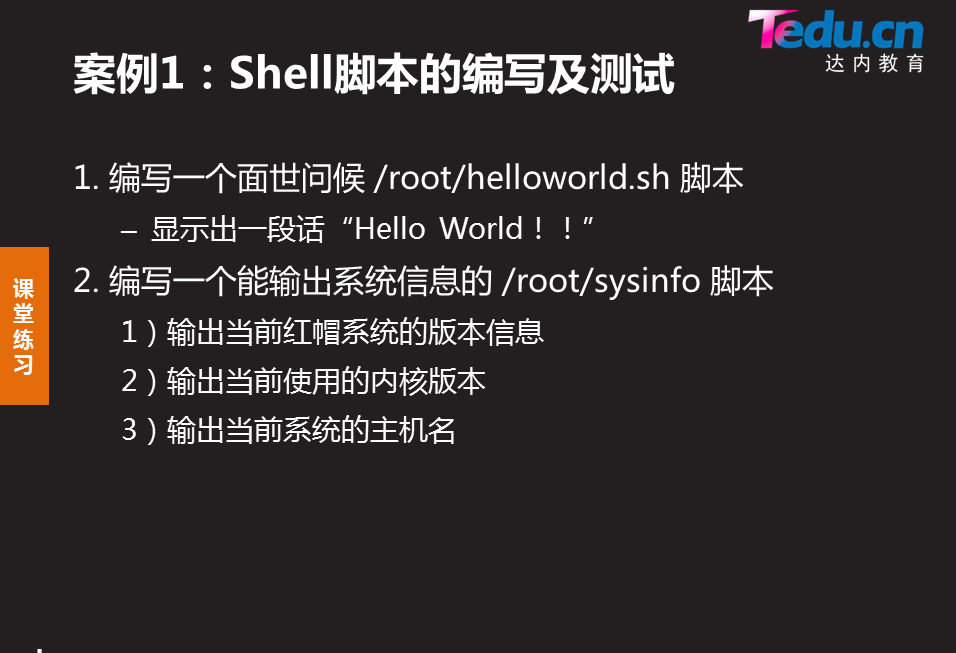 Tedu.cn
达内教育
案例1：Shell脚本的编写及测试
1. 编写一个面世问候 /root/helloworld.sh 脚本
– 显示出一段话“Hello World！！”
2. 编写一个能输出系统信息的 /root/sysinfo 脚本
1）输出当前红帽系统的版本信息
2）输出当前使用的内核版本
3）输出当前系统的主机名
课堂练习